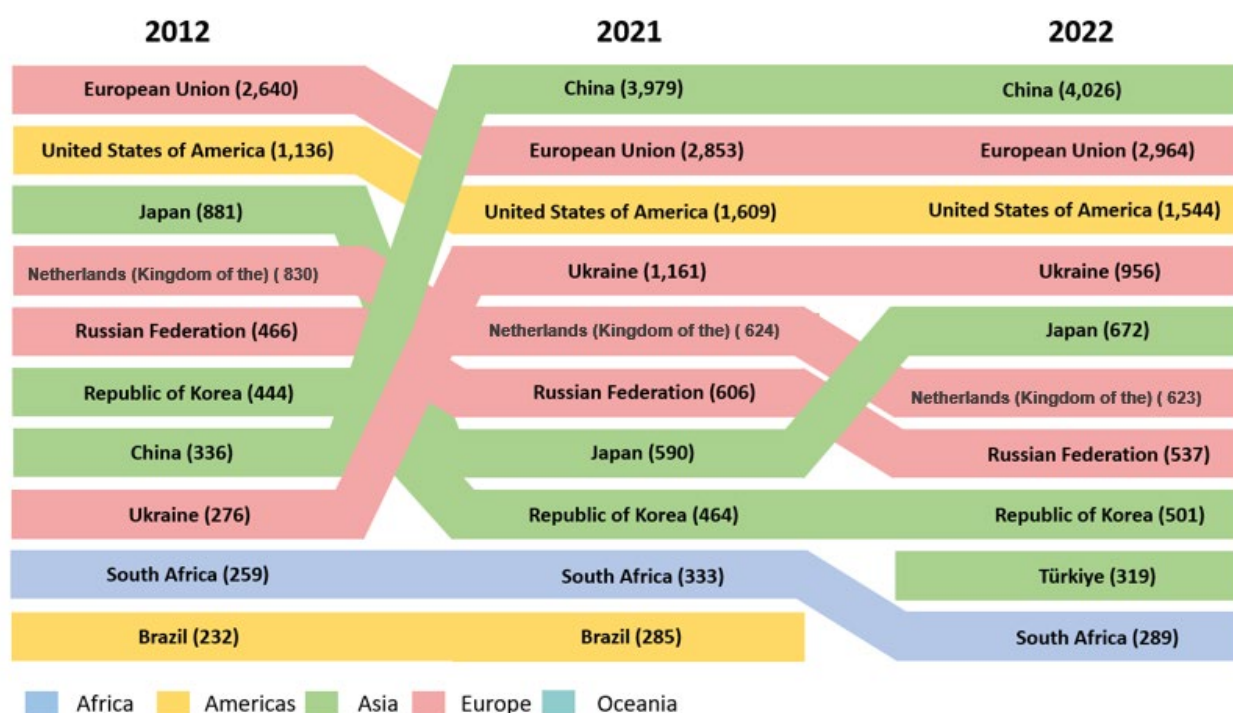 2012 2021 2022
European Union (2,640) China (3,979) China (4,026)
United States of America (1,136) European Union (2,853) European Union (2,964)
Japan (881) United States of America (1,609) United States of America (1,544)
Netherlands (Kingdom of the) ( 830) Ukraine (1,161) Ukraine (956)
Russian Federation (466) Netherlands (Kingdom of the) ( 624) Japan (672)
Republic of Korea (444) Russian Federation (606) Netherlands (Kingdom of the) ( 623)
China (336) Japan (590) Russian Federation (537)
Ukraine (276) Republic of Korea (464) Republic of Korea (501)
South Africa (259) South Africa (333) Türkiye (319)
Brazil (232) Brazil (285) South Africa (289)
Africa Americas Asia Europe Oceania